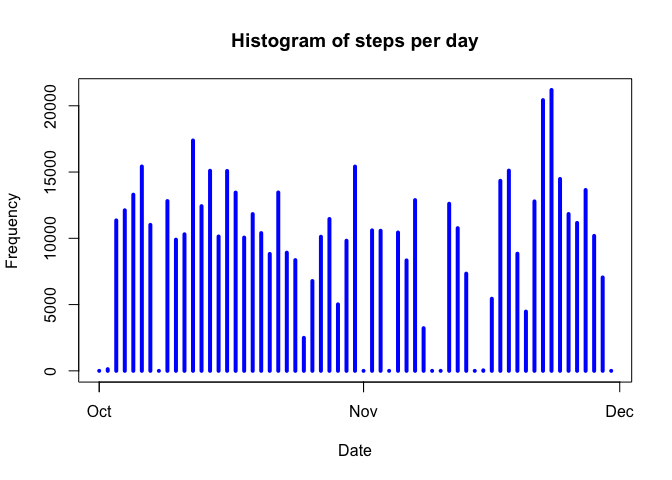 Histogram of steps per day
Frequency
20000
15000
10000
5000
0
Oct
Nov
Dec
Date